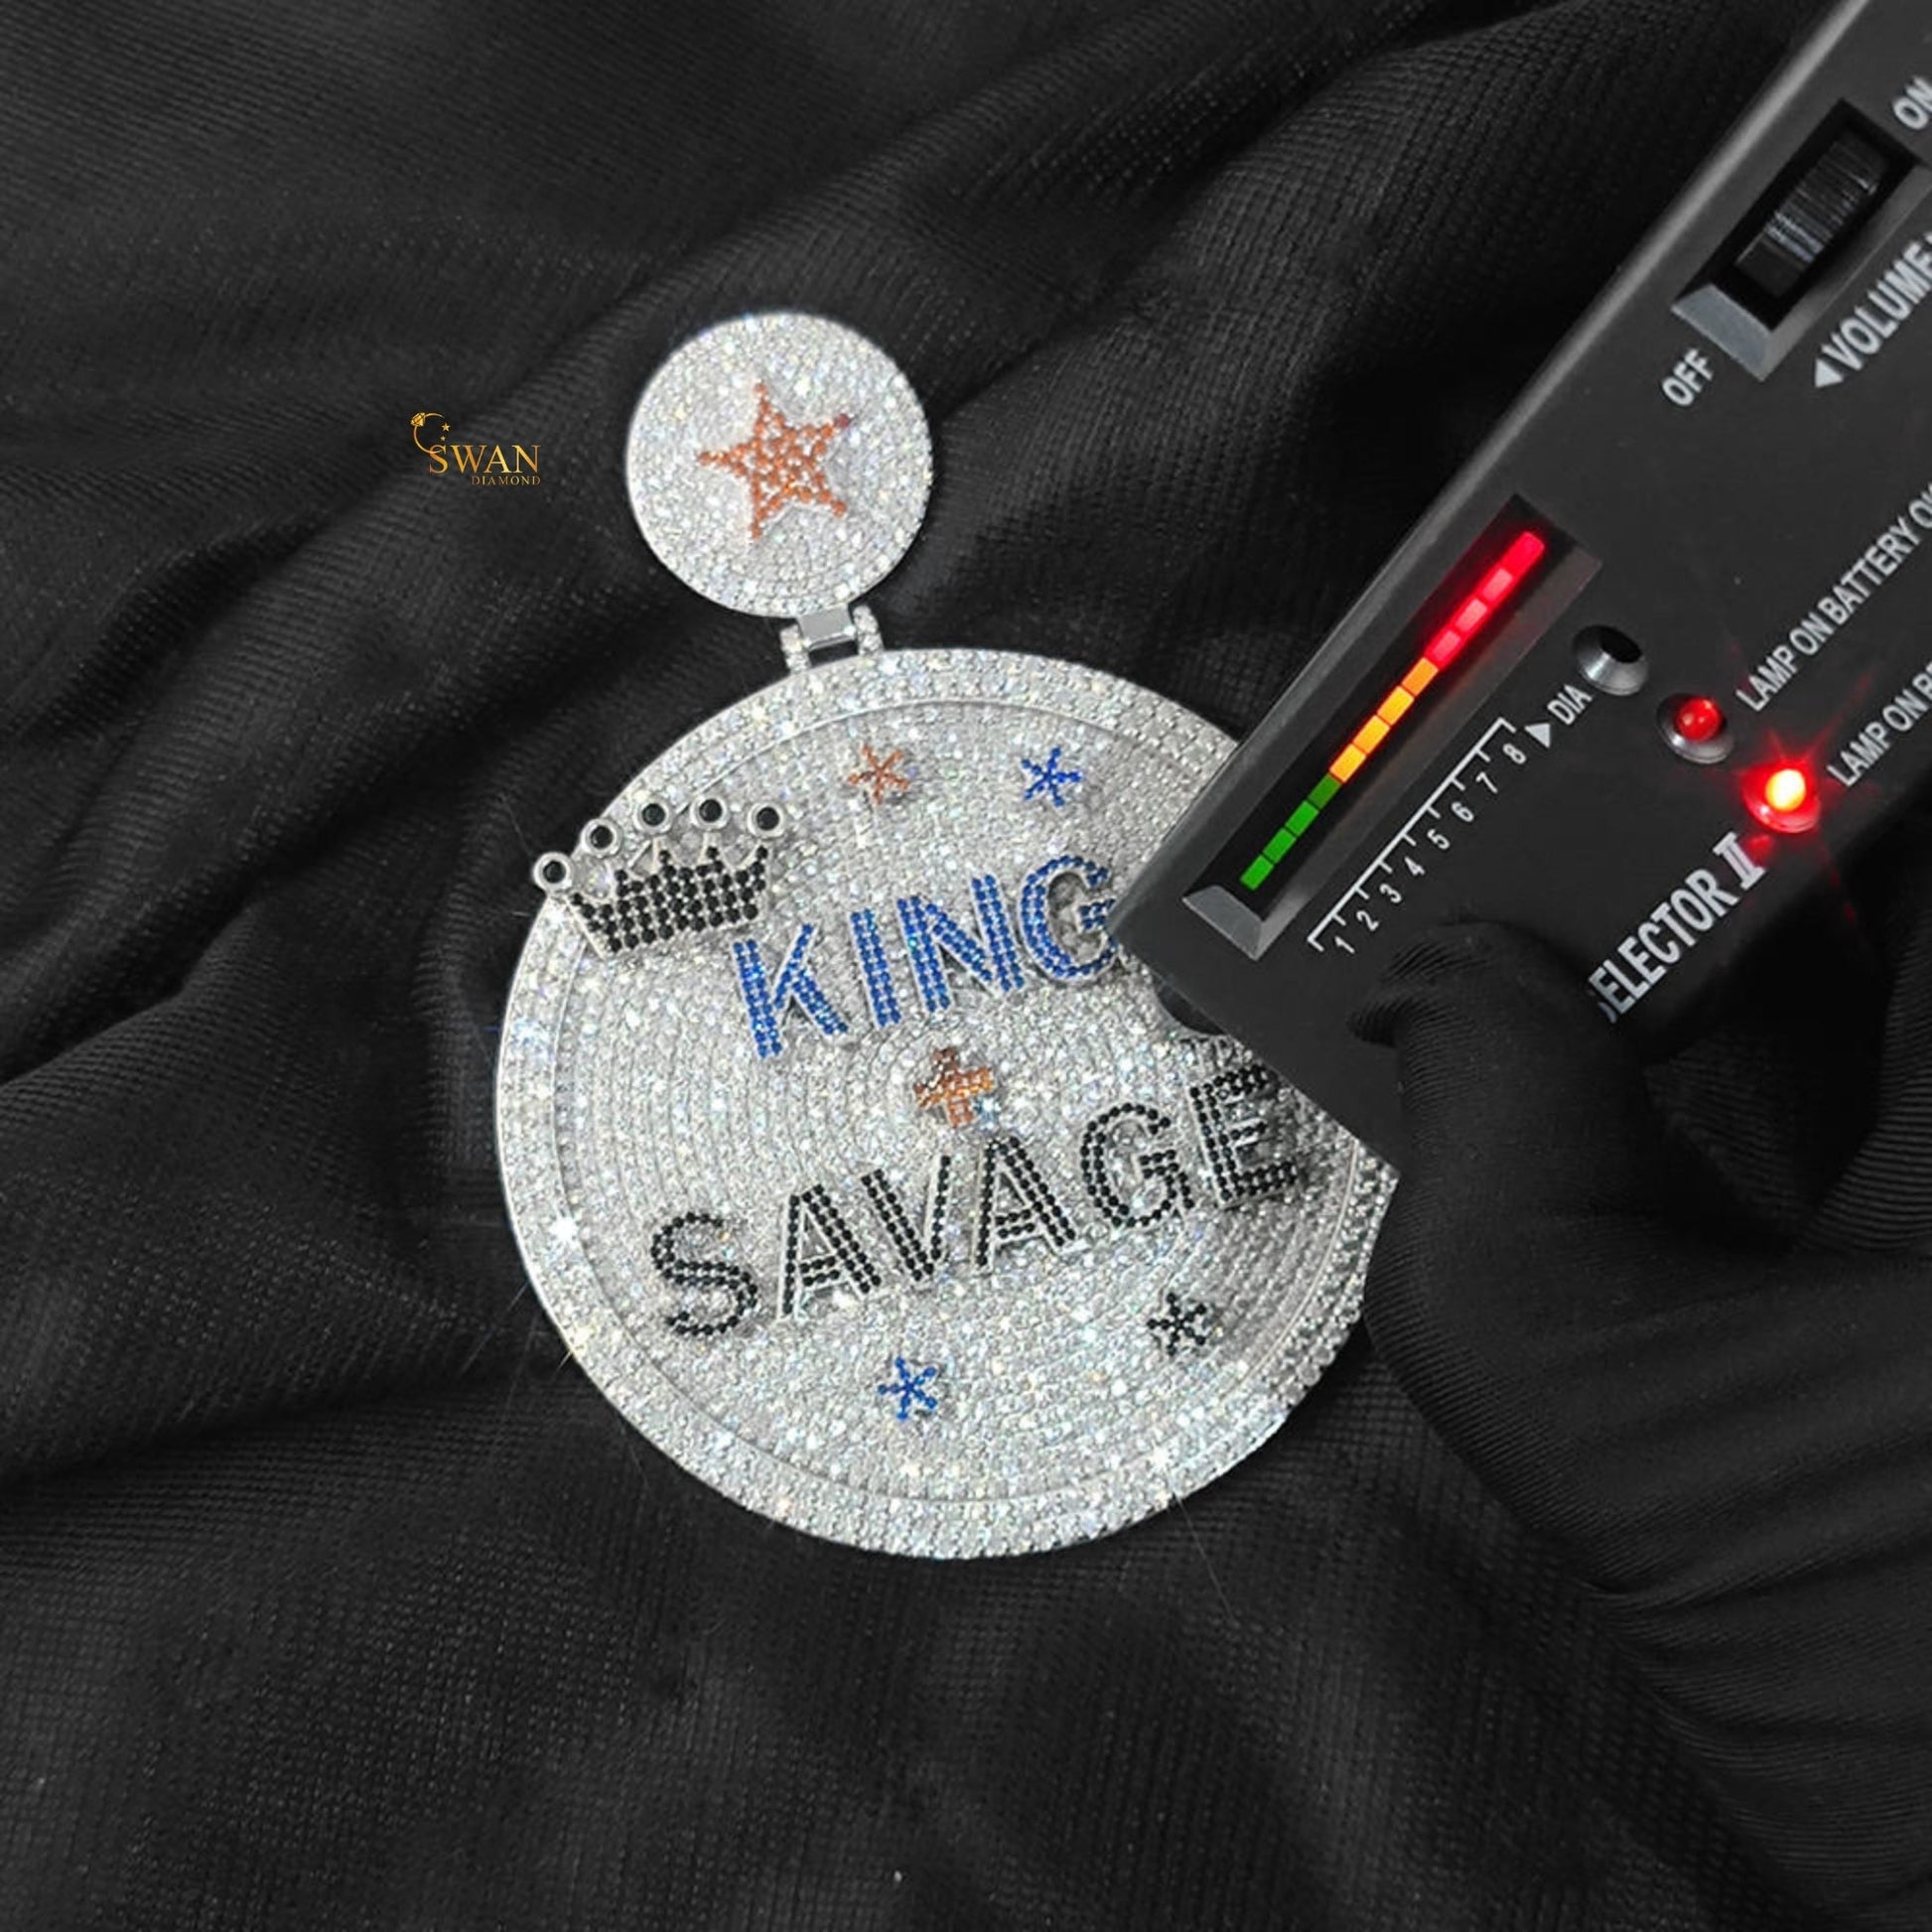 SWAN
DIAMOND
KING
SAVAGE
ON
OFF
◀VOLUME
LAMP ON BATTERY
LAMP ON
1 2 3 4 5 6 7 8 ▶ DIA
ELECTOR II